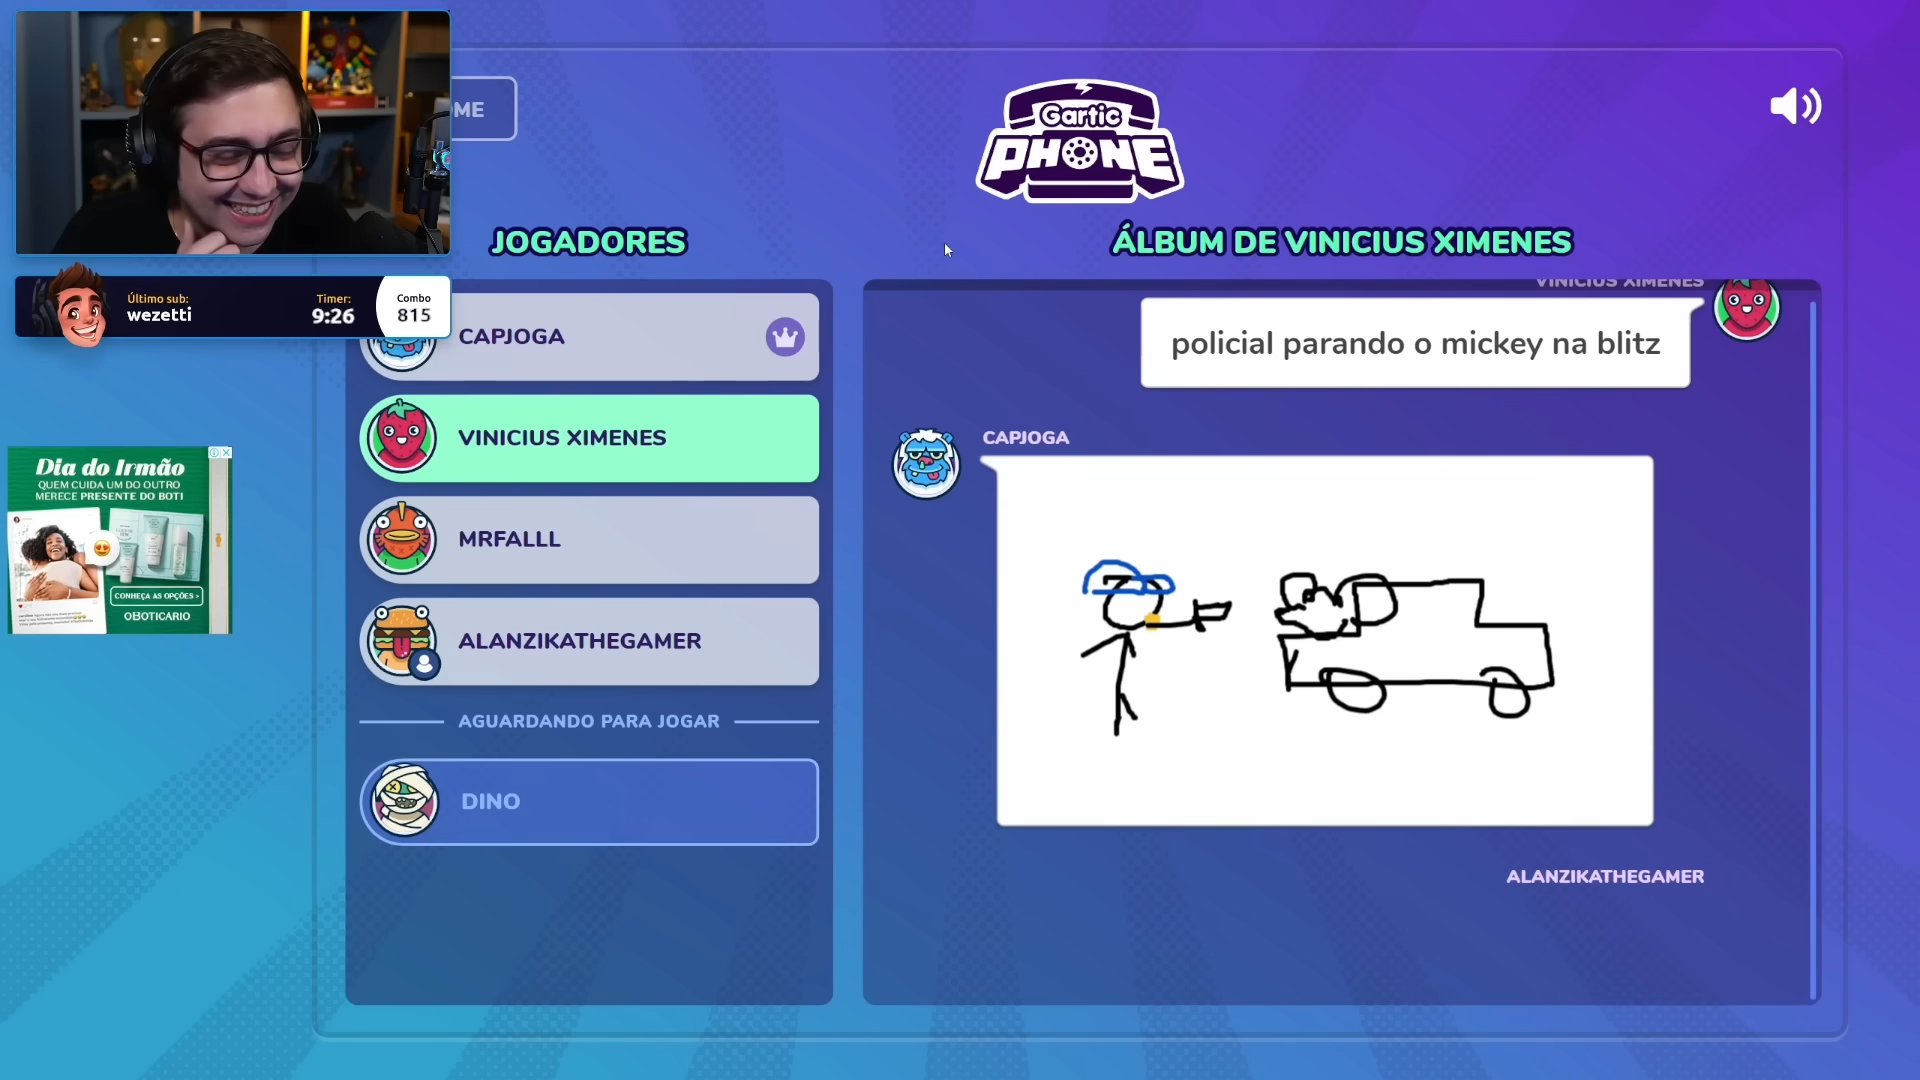 OME
Gartic
PHONE
JOGADORES
ÁLBUM DE VINICIUS XIMENES
Último sub:
wezetti
Timer:
9:26
Combo
815
CAPJOGA
VINICIUS XIMENES
MRFALLL
ALANZIKATHEGAMER
AGUARDANDO PARA JOGAR
DINO
VINICIUS XIMENES
policial parando o mickey na blitz
CAPJOGA
ALANZIKATHEGAMER
Dia do Irmão
QUEM CUIDA UM DO OUTRO
MERECE PRESENTE DO BOTI
CONHEÇA AS OPÇÕES >
OBOTICÁRIO